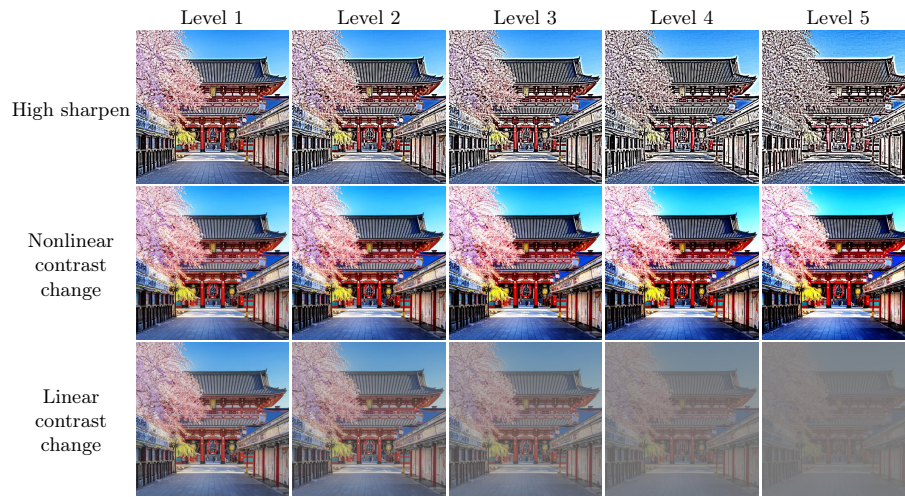 Level 1 Level 2 Level 3 Level 4 Level 5
High sharpen
Nonlinear
contrast
change
Linear
contrast
change